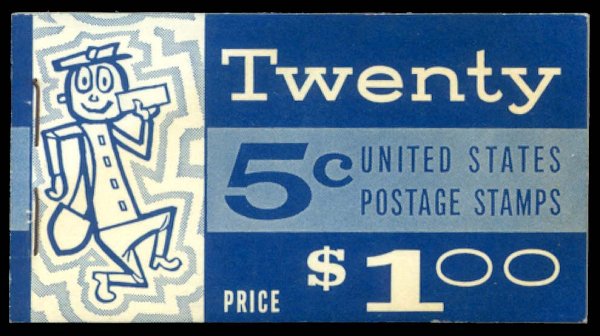 Twenty
5c UNITED STATES
POSTAGE STAMPS
PRICE $1.00